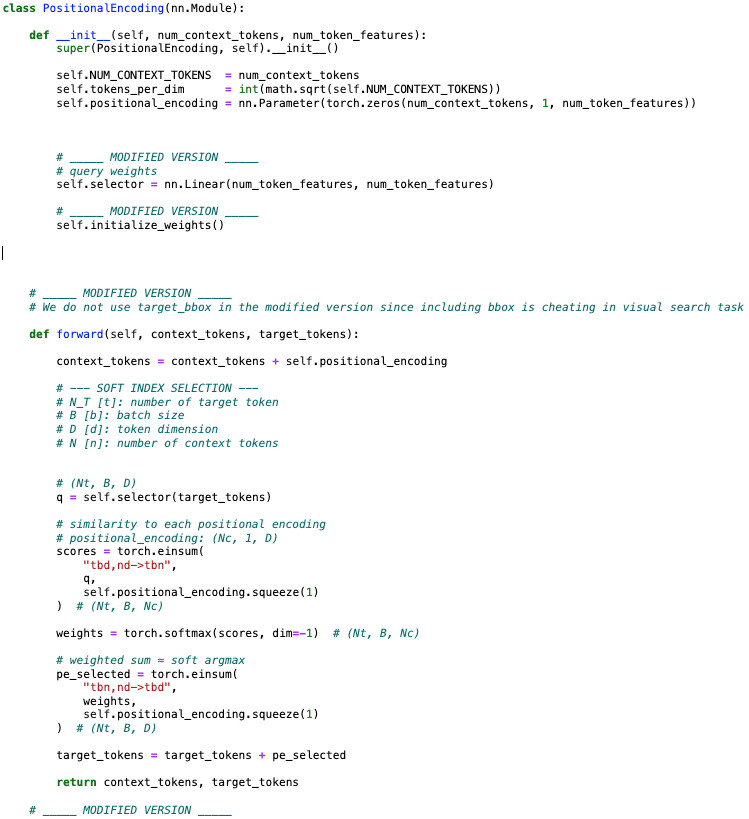 class PositionalEncoding(nn.Module):
    def __init__(self, num_context_tokens, num_token_features):
        super(PositionalEncoding, self).__init__()
        self.NUM_CONTEXT_TOKENS  = num_context_tokens
        self.tokens_per_dim      = int(math.sqrt(self.NUM_CONTEXT_TOKENS))
        self.positional_encoding = nn.Parameter(torch.zeros(num_context_tokens, 1, num_token_features))
        # _____ MODIFIED VERSION _____
        # query weights
        self.selector = nn.Linear(num_token_features, num_token_features)
        # _____ MODIFIED VERSION _____
        self.initialize_weights()
    # _____ MODIFIED VERSION _____
    # We do not use target_bbox in the modified version since including bbox is cheating in visual search task
    def forward(self, context_tokens, target_tokens):
        context_tokens = context_tokens + self.positional_encoding
        # --- SOFT INDEX SELECTION ---
        # N_T [t]: number of target token
        # B [b]: batch size
        # D [d]: token dimension
        # N [n]: number of context tokens
        # (Nt, B, D)
        q = self.selector(target_tokens)
        # similarity to each positional encoding
        # positional_encoding: (Nc, 1, D)
        scores = torch.einsum(
            "tbd,nd->tbn",
            q,
            self.positional_encoding.squeeze(1)
        )  # (Nt, B, Nc)
        weights = torch.softmax(scores, dim=-1)  # (Nt, B, Nc)
        # weighted sum ≈ soft argmax
        pe_selected = torch.einsum(
            "tbn,nd->tbd",
            weights,
            self.positional_encoding.squeeze(1)
        )  # (Nt, B, D)
        target_tokens = target_tokens + pe_selected
        return context_tokens, target_tokens
    # _____ MODIFIED VERSION _____